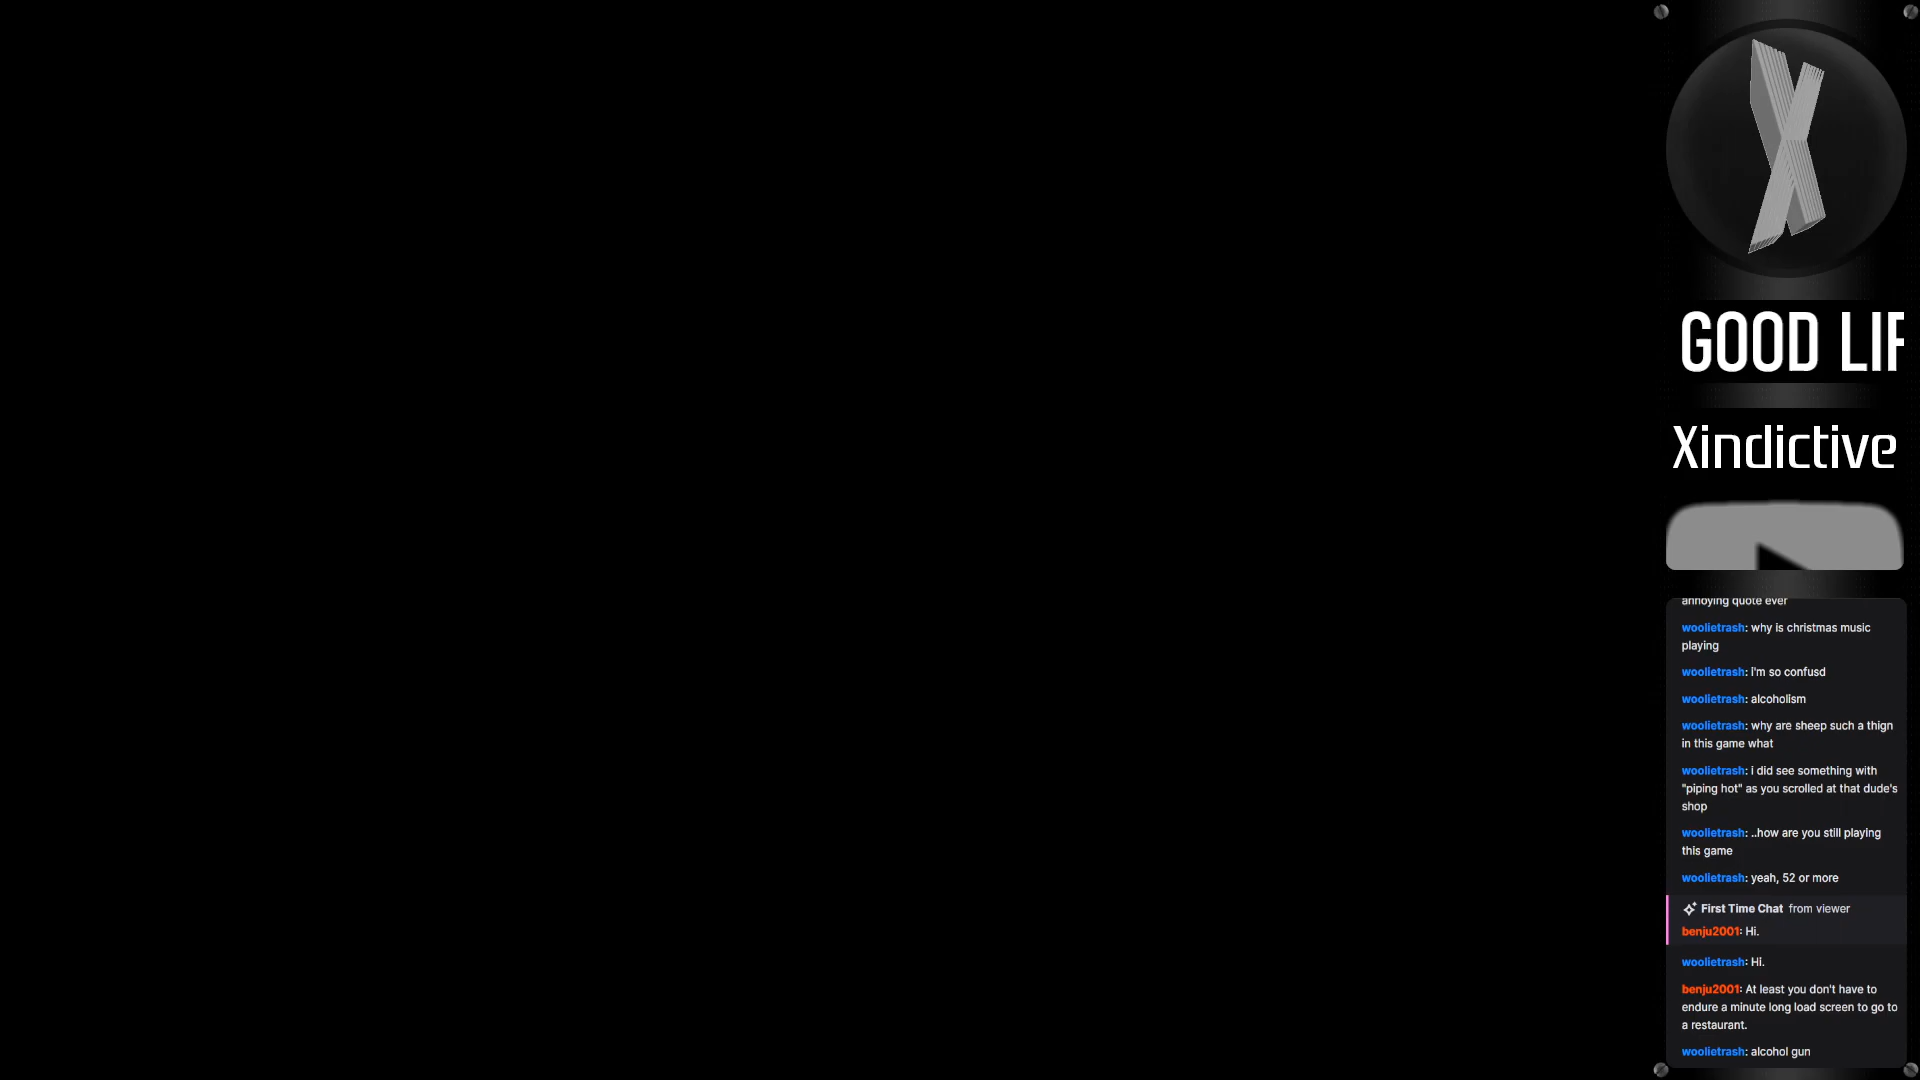 GOOD LIF
Xindictive
annoying quote ever
woolietrash: why is christmas music
playing
woolietrash: i'm so confusd
woolietrash: alcoholism
woolietrash: why are sheep such a thign
in this game what
woolietrash: i did see something with
"piping hot" as you scrolled at that dude's
shop
woolietrash: ..how are you still playing
this game
woolietrash: yeah, 52 or more
First Time Chat from viewer
benju2001: Hi.
woolietrash: Hi.
benju2001: At least you don't have to
endure a minute long load screen to go to
a restaurant.
woolietrash: alcohol gun